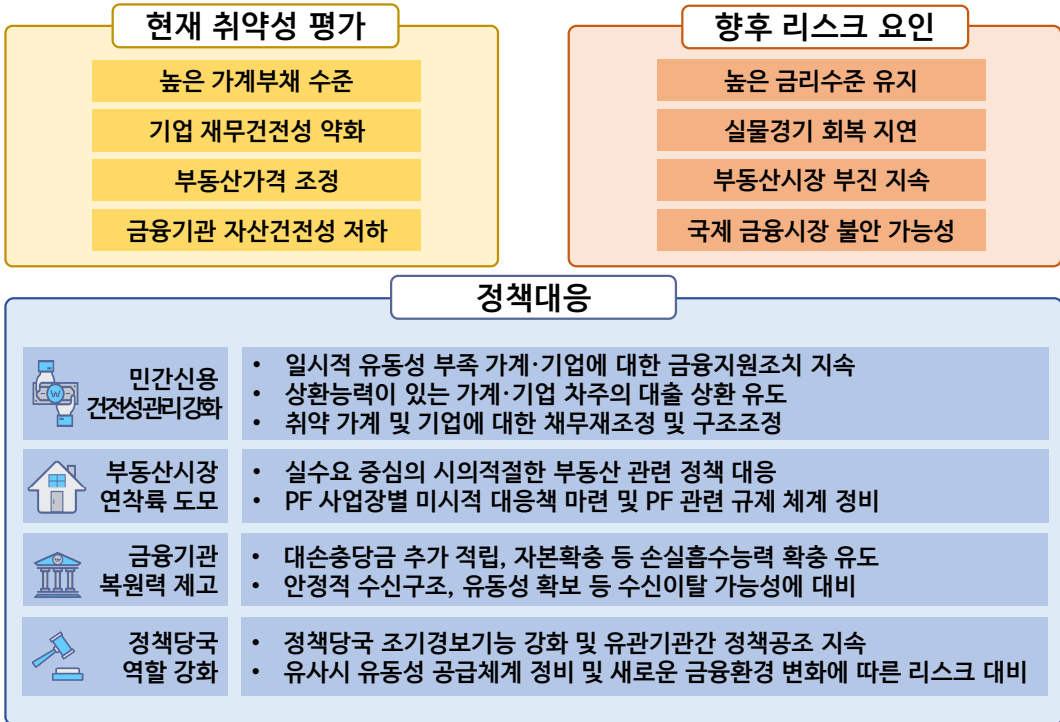 현재 취약성 평가
높은 가계부채 수준
기업 재무건전성 약화
부동산가격 조정
금융기관 자산건전성 저하
향후 리스크 요인
높은 금리수준 유지
실물경기 회복 지연
부동산시장 부진 지속
국제 금융시장 불안 가능성
정책대응
민간신용
건전성관리강화
• 일시적 유동성 부족 가계·기업에 대한 금융지원조치 지속
• 상환능력이 있는 가계·기업 차주의 대출 상환 유도
• 취약 가계 및 기업에 대한 채무재조정 및 구조조정
부동산시장
연착륙 도모
• 실수요 중심의 시의적절한 부동산 관련 정책 대응
• PF 사업장별 미시적 대응책 마련 및 PF 관련 규제 체계 정비
금융기관
복원력 제고
• 대손충당금 추가 적립, 자본확충 등 손실흡수능력 확충 유도
• 안정적 수신구조, 유동성 확보 등 수신이탈 가능성에 대비
정책당국
역할 강화
• 정책당국 조기경보기능 강화 및 유관기관간 정책공조 지속
• 유사시 유동성 공급체계 정비 및 새로운 금융환경 변화에 따른 리스크 대비